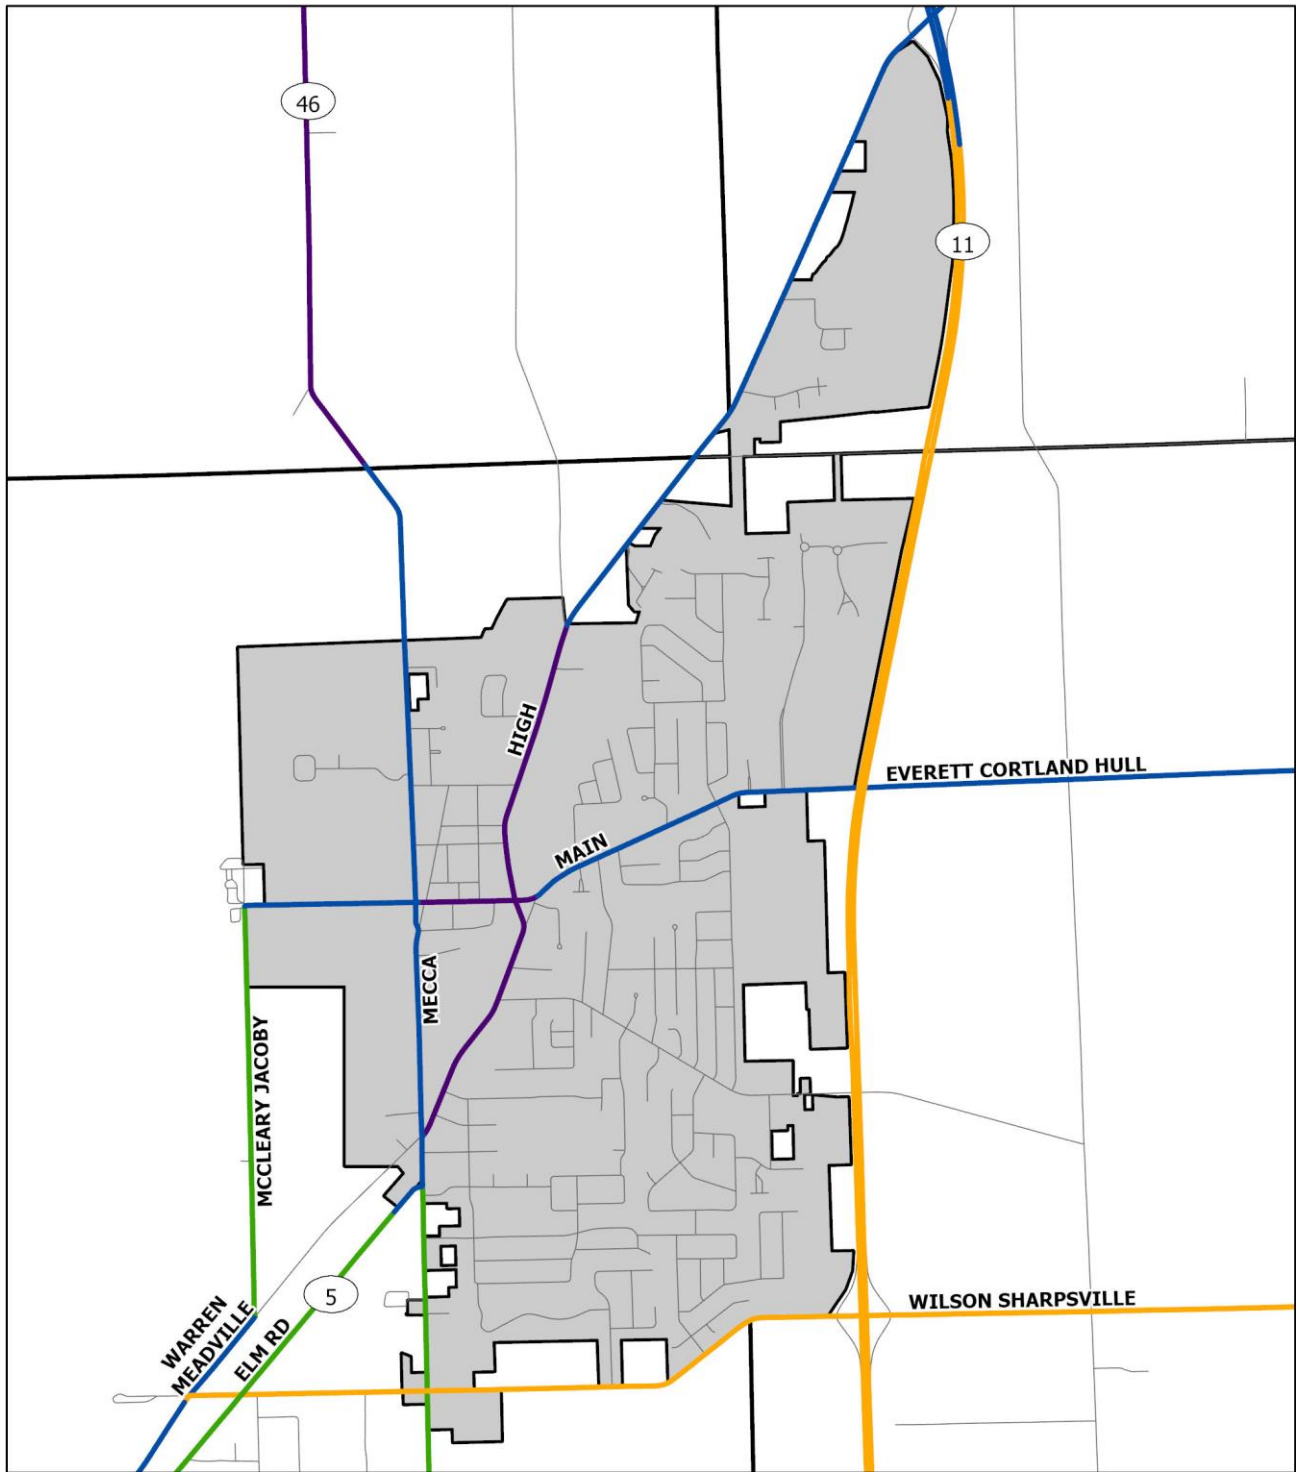 46
11
HIGH
EVERETT CORTLAND HULL
MAIN
MECCA
MCCLEARY JACOBY
5
WARREN
MEADVILLE
ELM RD
WILSON SHARPSVILLE